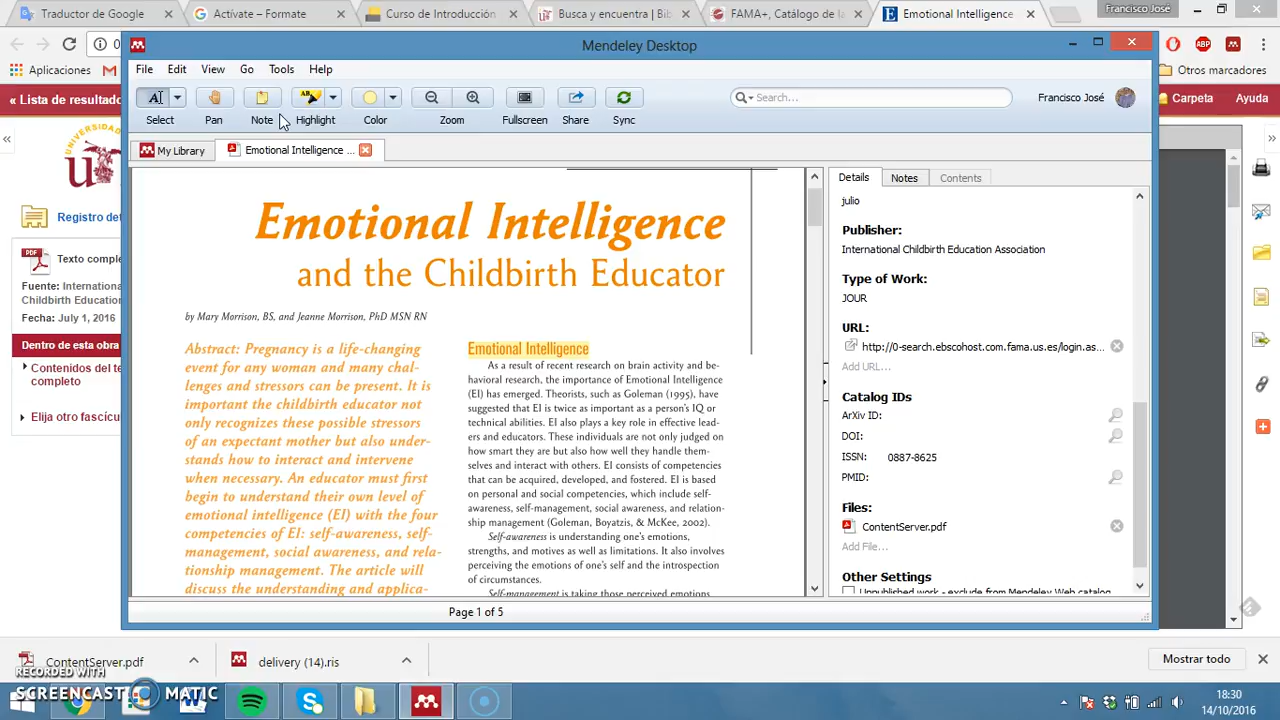 Traductor de Google
Actívate – Formate
Curso de Introducción
Busca y encuentra | Bib
FAMA+, Catálogo de la
Emotional Intelligence
Francisco José
Mendeley Desktop
Aplicaciones
Otros marcadores
File
Edit
View
Go
Tools
Help
« Lista de resultado
Carpeta
Ayuda
Search...
Francisco José
Select
Pan
Note
Highlight
Color
Zoom
Fullscreen
Share
Sync
My Library
Emotional Intelligence ...
Registro det
PDF
Texto comple
Fuente: Internationa
Childbirth Education
Fecha: July 1, 2016
Dentro de esta obra
Contenidos del te
completo
Elija otro fascícu
Emotional Intelligence
and the Childbirth Educator
by Mary Morrison, BS, and Jeanne Morrison, PhD MSN RN
Abstract: Pregnancy is a life-changing
event for any woman and many chal-
lenges and stressors can be present. It is
important the childbirth educator not
only recognizes these possible stressors
of an expectant mother but also under-
stands how to interact and intervene
when necessary. An educator must first
begin to understand their own level of
emotional intelligence (EI) with the four
competencies of EI: self-awareness, self-
management, social awareness, and rela-
tionship management. The article will
discuss the understanding and applica-
Emotional Intelligence
As a result of recent research on brain activity and be-
havioral research, the importance of Emotional Intelligence
(EI) has emerged. Theorists, such as Goleman (1995), have
suggested that EI is twice as important as a person's IQ or
technical abilities. EI also plays a key role in effective lead-
ers and educators. These individuals are not only judged on
how smart they are but also how well they handle them-
selves and interact with others. EI consists of competencies
that can be acquired, developed, and fostered. EI is based
on personal and social competencies, which include self-
awareness, self-management, social awareness, and relation-
ship management (Goleman, Boyatzis, & McKee, 2002).
Self-awareness is understanding one's emotions,
strengths, and motives as well as limitations. It also involves
perceiving the emotions of one's self and the introspection
of circumstances.
Self-management is taking those perceived emotions
Details
Notes
Contents
julio
Publisher:
International Childbirth Education Association
Type of Work:
JOUR
URL:
http://0-search.ebscohost.com.fama.us.es/login.as...
Add URL...
Catalog IDs
ArXiv ID:
DOI:
ISSN: 0887-8625
PMID:
Files:
ContentServer.pdf
Add File...
Other Settings
Unpublished work - exclude from Mendeley Web catalog
Page 1 of 5
ContentServer.pdf
delivery (14).ris
Mostrar todo
RECORDED WITH
SCREENCAST MATIC
18:30
14/10/2016